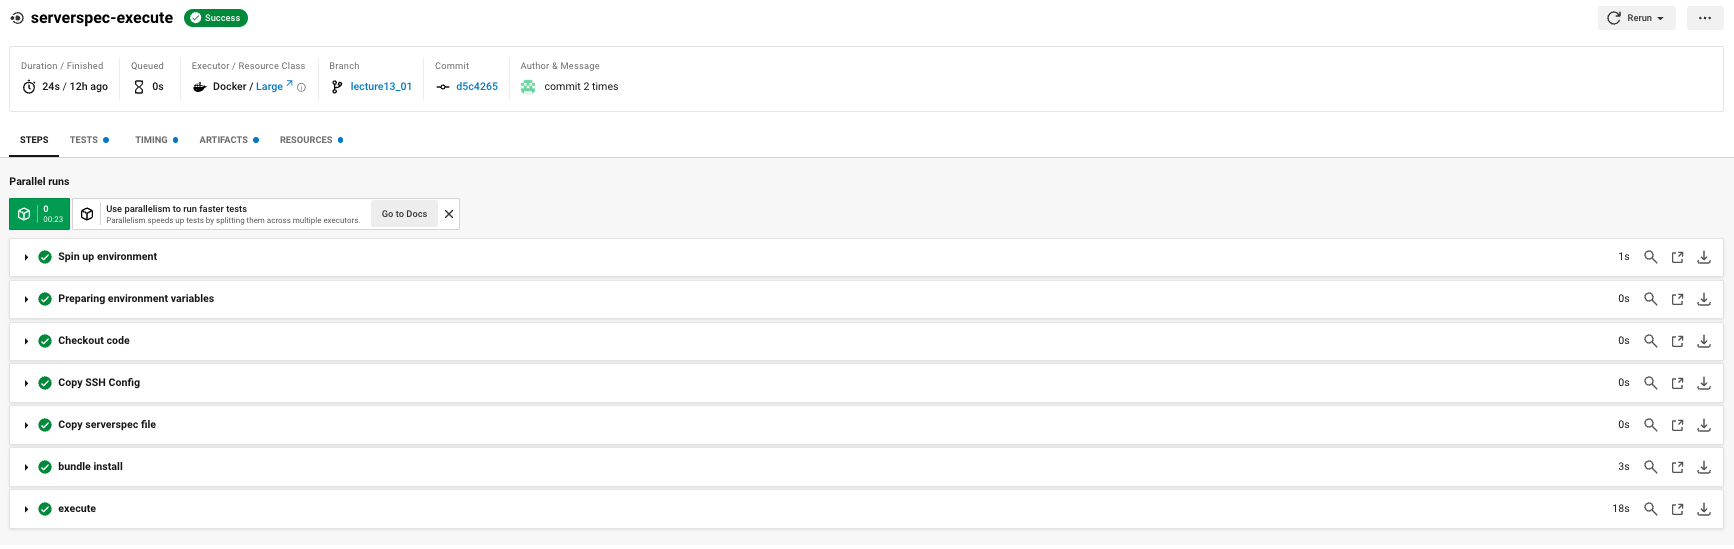 serverspec-execute Success Rerun
Duration / Finished Queued Executor / Resource Class Branch Commit Author & Message
24s / 12h ago 0s Docker / Large lecture13_01 d5c4265 commit 2 times
STEPS TESTS TIMING ARTIFACTS RESOURCES
Parallel runs
0
00:23
Use parallelism to run faster tests
Parallelism speeds up tests by splitting them across multiple executors.
Go to Docs
Spin up environment 1s
Preparing environment variables 0s
Checkout code 0s
Copy SSH Config 0s
Copy serverspec file 0s
bundle install 3s
execute 18s